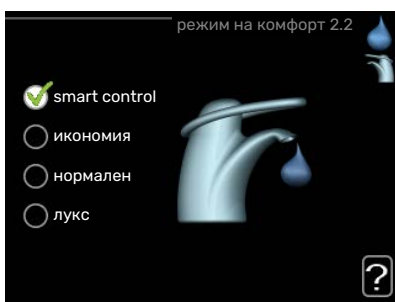 режим на комфорт 2.2
smart control
икономия
нормален
лукс
?